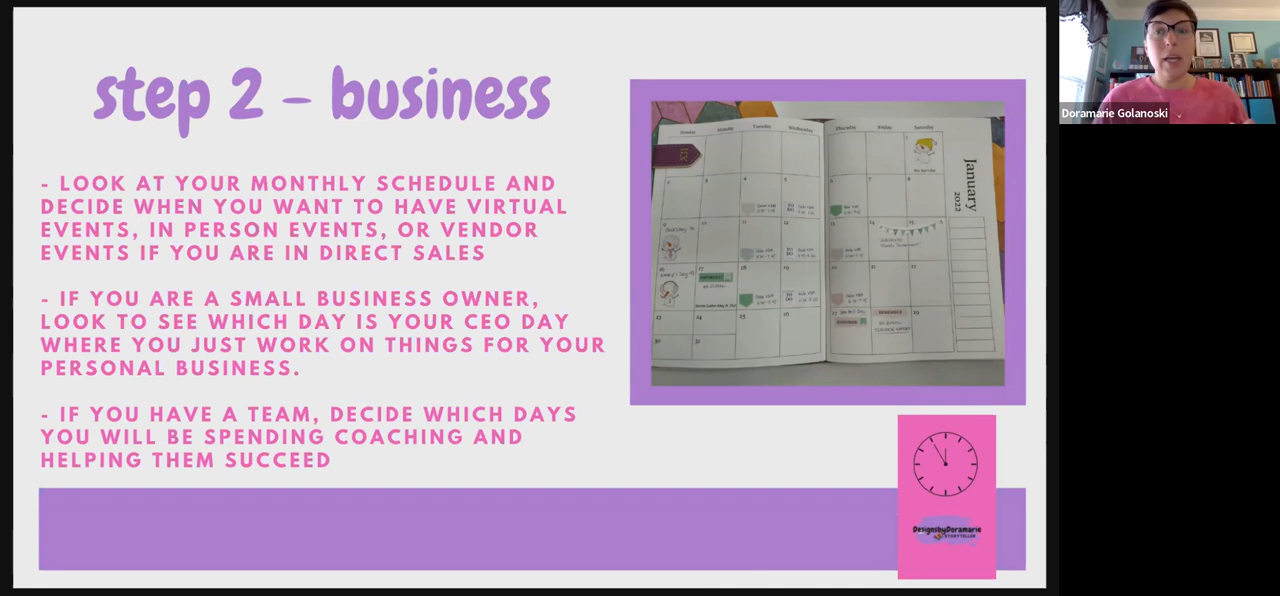 step 2 – business
- LOOK AT YOUR MONTHLY SCHEDULE AND
DECIDE WHEN YOU WANT TO HAVE VIRTUAL
EVENTS, IN PERSON EVENTS, OR VENDOR
EVENTS IF YOU ARE IN DIRECT SALES
- IF YOU ARE A SMALL BUSINESS OWNER,
LOOK TO SEE WHICH DAY IS YOUR CEO DAY
WHERE YOU JUST WORK ON THINGS FOR YOUR
PERSONAL BUSINESS.
- IF YOU HAVE A TEAM, DECIDE WHICH DAYS
YOU WILL BE SPENDING COACHING AND
HELPING THEM SUCCEED
Sunday Monday Tuesday Wednesday Thursday Friday Saturday
January
2022
DesignsbyDoramarie
STORYTELLER
Doramarie Golanoski